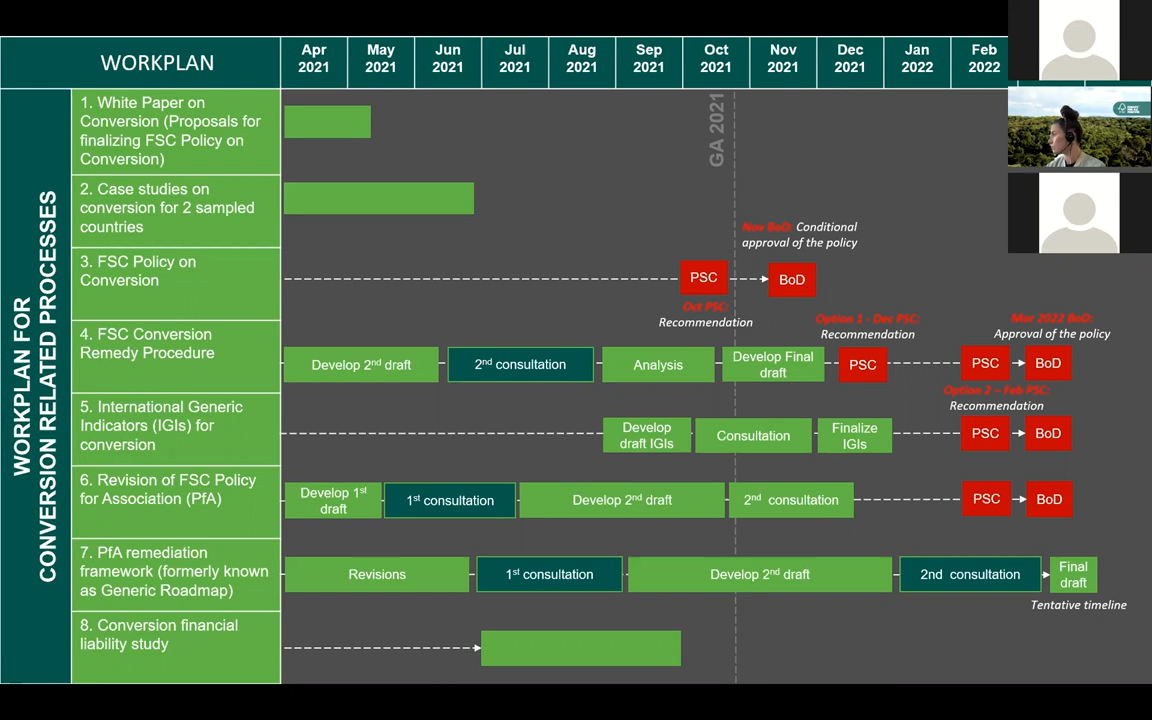 WORKPLAN
Apr 2021
May 2021
Jun 2021
Jul 2021
Aug 2021
Sep 2021
Oct 2021
Nov 2021
Dec 2021
Jan 2022
Feb 2022
WORKPLAN FOR
CONVERSION RELATED PROCESSES
GA 2021
1. White Paper on
Conversion (Proposals for
finalizing FSC Policy on
Conversion)
2. Case studies on
conversion for 2 sampled
countries
3. FSC Policy on
Conversion
PSC
BoD
Nov BoD: Conditional
approval of the policy
Oct PSC:
Recommendation
4. FSC Conversion
Remedy Procedure
Develop 2nd draft
2nd consultation
Analysis
Develop Final
draft
PSC
PSC
BoD
Option 1 - Dec PSC:
Recommendation
Mar 2022 BoD:
Approval of the policy
Option 2 – Feb PSC:
Recommendation
5. International Generic
Indicators (IGIs) for
conversion
Develop
draft IGIs
Consultation
Finalize
IGIs
PSC
BoD
6. Revision of FSC Policy
for Association (PfA)
Develop 1st
draft
1st consultation
Develop 2nd draft
2nd consultation
PSC
BoD
7. PfA remediation
framework (formerly known
as Generic Roadmap)
Revisions
1st consultation
Develop 2nd draft
2nd consultation
Final
draft
Tentative timeline
8. Conversion financial
liability study